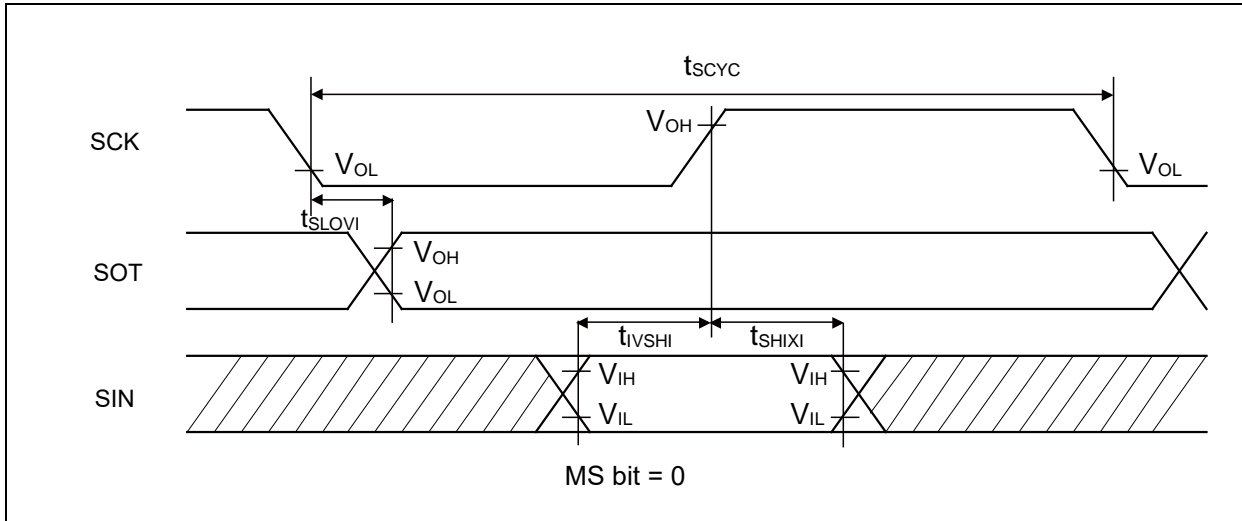 tSCYC
SCK
VOH
VOL
VOL
tSLOVI
SOT
VOH
VOL
tIVSHI
tSHIXI
SIN
VIH
VIH
VIL
VIL
MS bit = 0